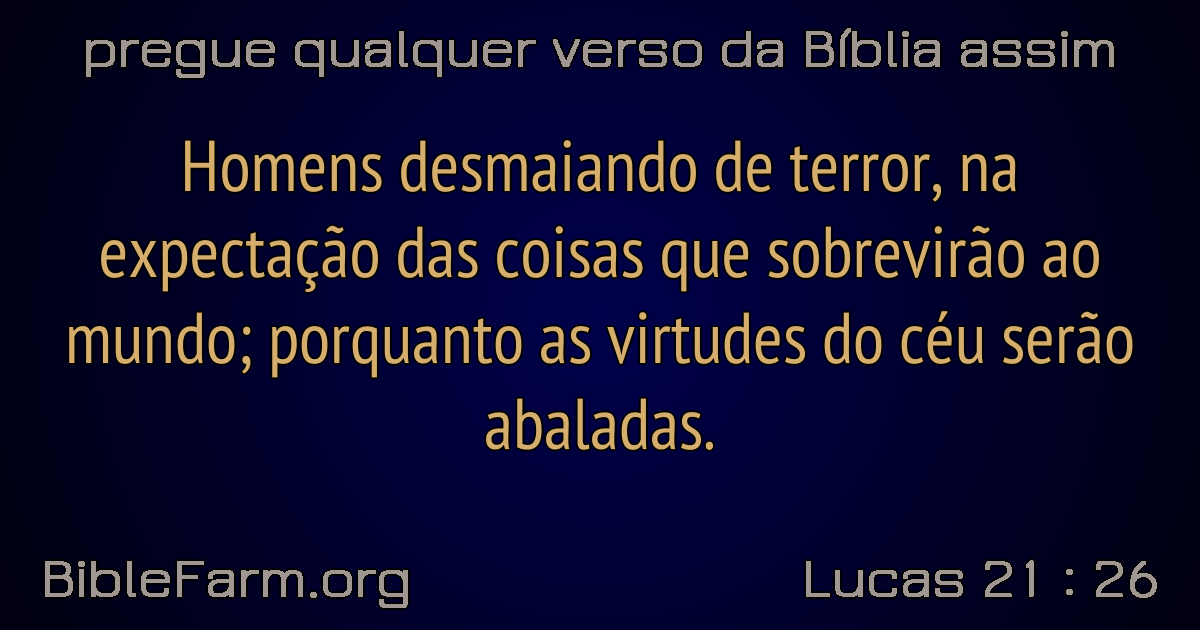 pregue qualquer verso da Bíblia assim
Homens desmaiando de terror, na
expectação das coisas que sobrevirão ao
mundo; porquanto as virtudes do céu serão
abaladas.
BibleFarm.org
Lucas 21 : 26